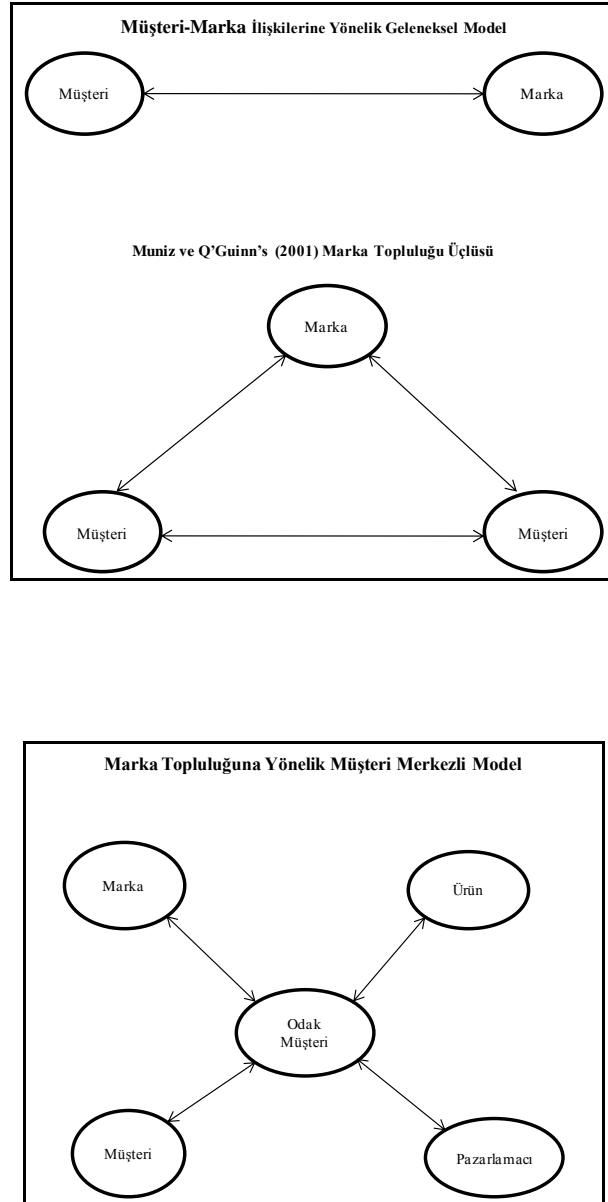 Müşteri-Marka İlişkilerine Yönelik Geleneksel Model
Müşteri
Marka
Muniz ve Q’Guinn’s (2001) Marka Topluluğu Üçlüsü
Marka
Müşteri
Müşteri
Marka Topluluğuna Yönelik Müşteri Merkezli Model
Marka
Ürün
Odak
Müşteri
Müşteri
Pazarlamacı